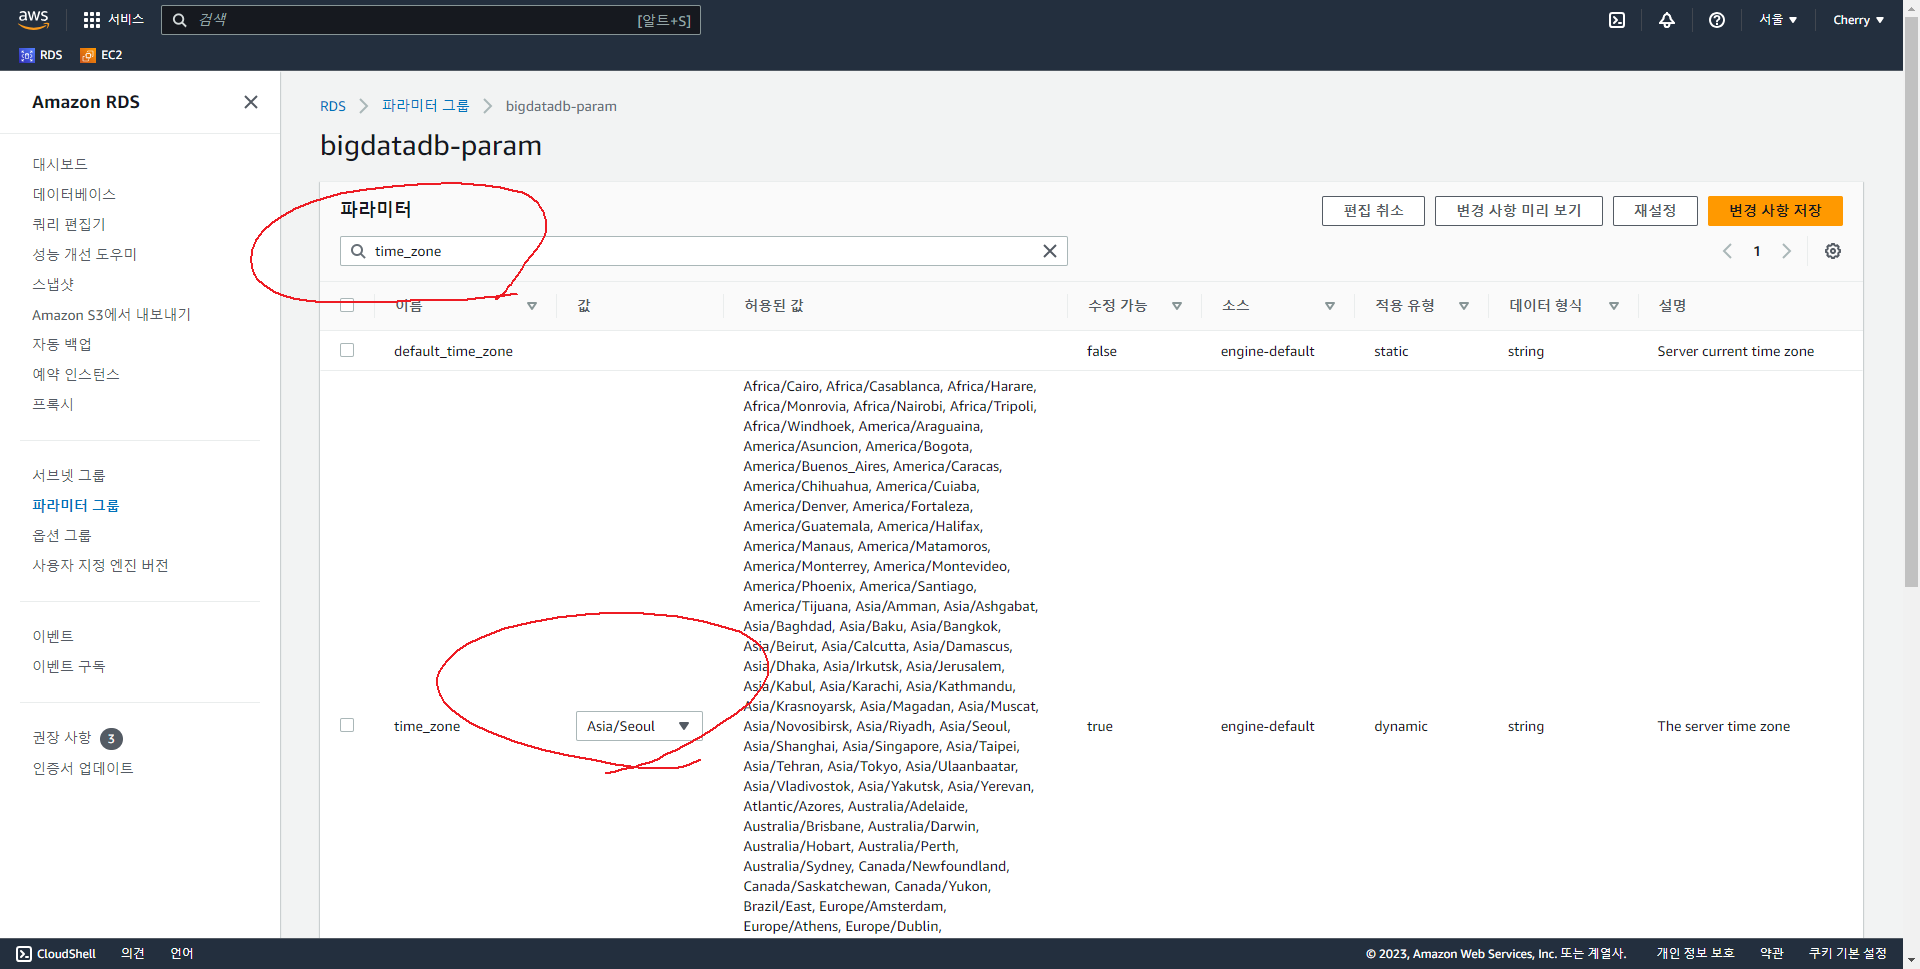 aws
서비스
검색
[알트+S]
서울 ▼
Cherry ▼
RDS
EC2
Amazon RDS
대시보드
데이터베이스
쿼리 편집기
성능 개선 도우미
스냅샷
Amazon S3에서 내보내기
자동 백업
예약 인스턴스
프록시
서브넷 그룹
파라미터 그룹
옵션 그룹
사용자 지정 엔진 버전
이벤트
이벤트 구독
권장 사항 3
인증서 업데이트
RDS > 파라미터 그룹 > bigdatadb-param
bigdatadb-param
파라미터
편집 취소
변경 사항 미리 보기
재설정
변경 사항 저장
time_zone
1
이름 값 허용된 값 수정 가능 소스 적용 유형 데이터 형식 설명
default_time_zone false engine-default static string Server current time zone
Africa/Cairo, Africa/Casablanca, Africa/Harare,
Africa/Monrovia, Africa/Nairobi, Africa/Tripoli,
Africa/Windhoek, America/Araguaina,
America/Asuncion, America/Bogota,
America/Buenos_Aires, America/Caracas,
America/Chihuahua, America/Cuiaba,
America/Denver, America/Fortaleza,
America/Guatemala, America/Halifax,
America/Manaus, America/Matamoros,
America/Monterrey, America/Montevideo,
America/Phoenix, America/Santiago,
America/Tijuana, Asia/Amman, Asia/Ashgabat,
Asia/Baghdad, Asia/Baku, Asia/Bangkok,
Asia/Beirut, Asia/Calcutta, Asia/Damascus,
Asia/Dhaka, Asia/Irkutsk, Asia/Jerusalem,
Asia/Kabul, Asia/Karachi, Asia/Kathmandu,
Asia/Krasnoyarsk, Asia/Magadan, Asia/Muscat,
time_zone Asia/Seoul Asia/Novosibirsk, Asia/Riyadh, Asia/Seoul, true engine-default dynamic string The server time zone
Asia/Shanghai, Asia/Singapore, Asia/Taipei,
Asia/Tehran, Asia/Tokyo, Asia/Ulaanbaatar,
Asia/Vladivostok, Asia/Yakutsk, Asia/Yerevan,
Atlantic/Azores, Australia/Adelaide,
Australia/Brisbane, Australia/Darwin,
Australia/Hobart, Australia/Perth,
Australia/Sydney, Canada/Newfoundland,
Canada/Saskatchewan, Canada/Yukon,
Brazil/East, Europe/Amsterdam,
Europe/Athens, Europe/Dublin,
CloudShell 의견 언어
© 2023, Amazon Web Services, Inc. 또는 계열사. 개인 정보 보호 약관 쿠키 기본 설정